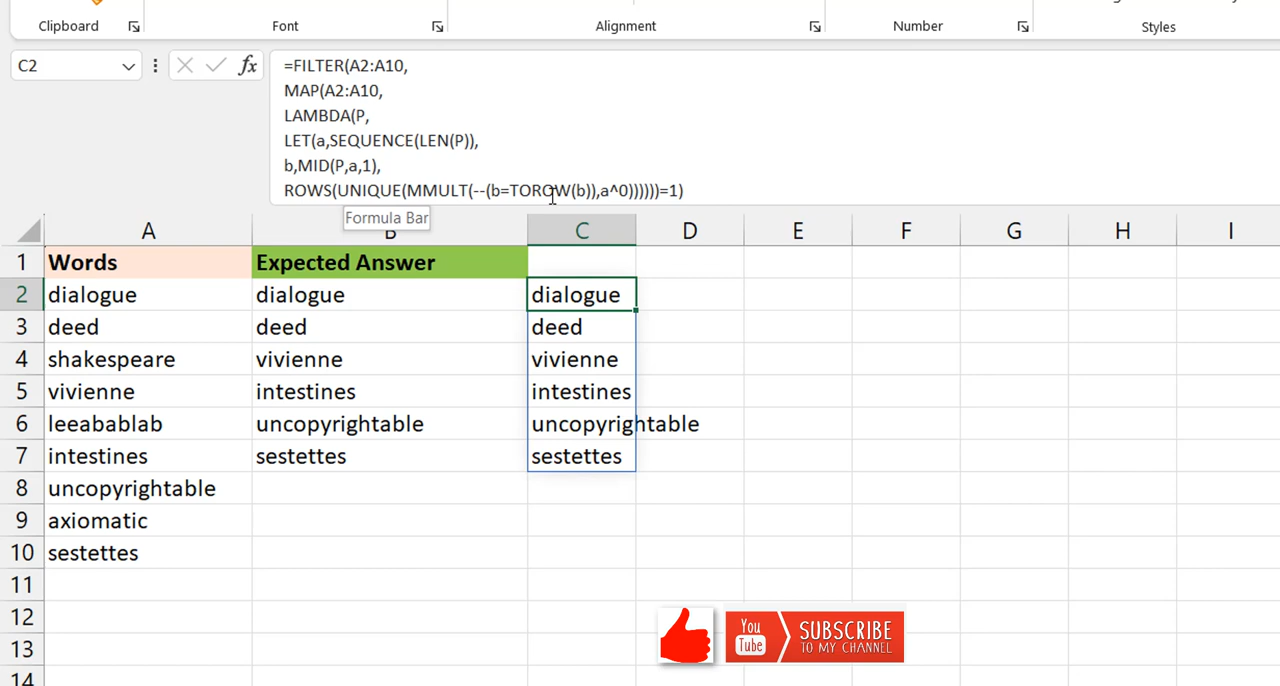 Clipboard Font Alignment Number Styles
C2 fx =FILTER(A2:A10,
MAP(A2:A10,
LAMBDA(P,
LET(a,SEQUENCE(LEN(P)),
b,MID(P,a,1),
ROWS(UNIQUE(MMULT(--(b=TOROW(b)),a^0))))))=1)
Formula Bar
A B C D E F G H I
1 Words Expected Answer
2 dialogue dialogue dialogue
3 deed deed deed
4 shakespeare vivienne vivienne
5 vivienne intestines intestines
6 leeabablab uncopyrightable uncopyrightable
7 intestines sestettes sestettes
8 uncopyrightable
9 axiomatic
10 sestettes
11
12
13
14
You Tube SUBSCRIBE
TO MY CHANNEL